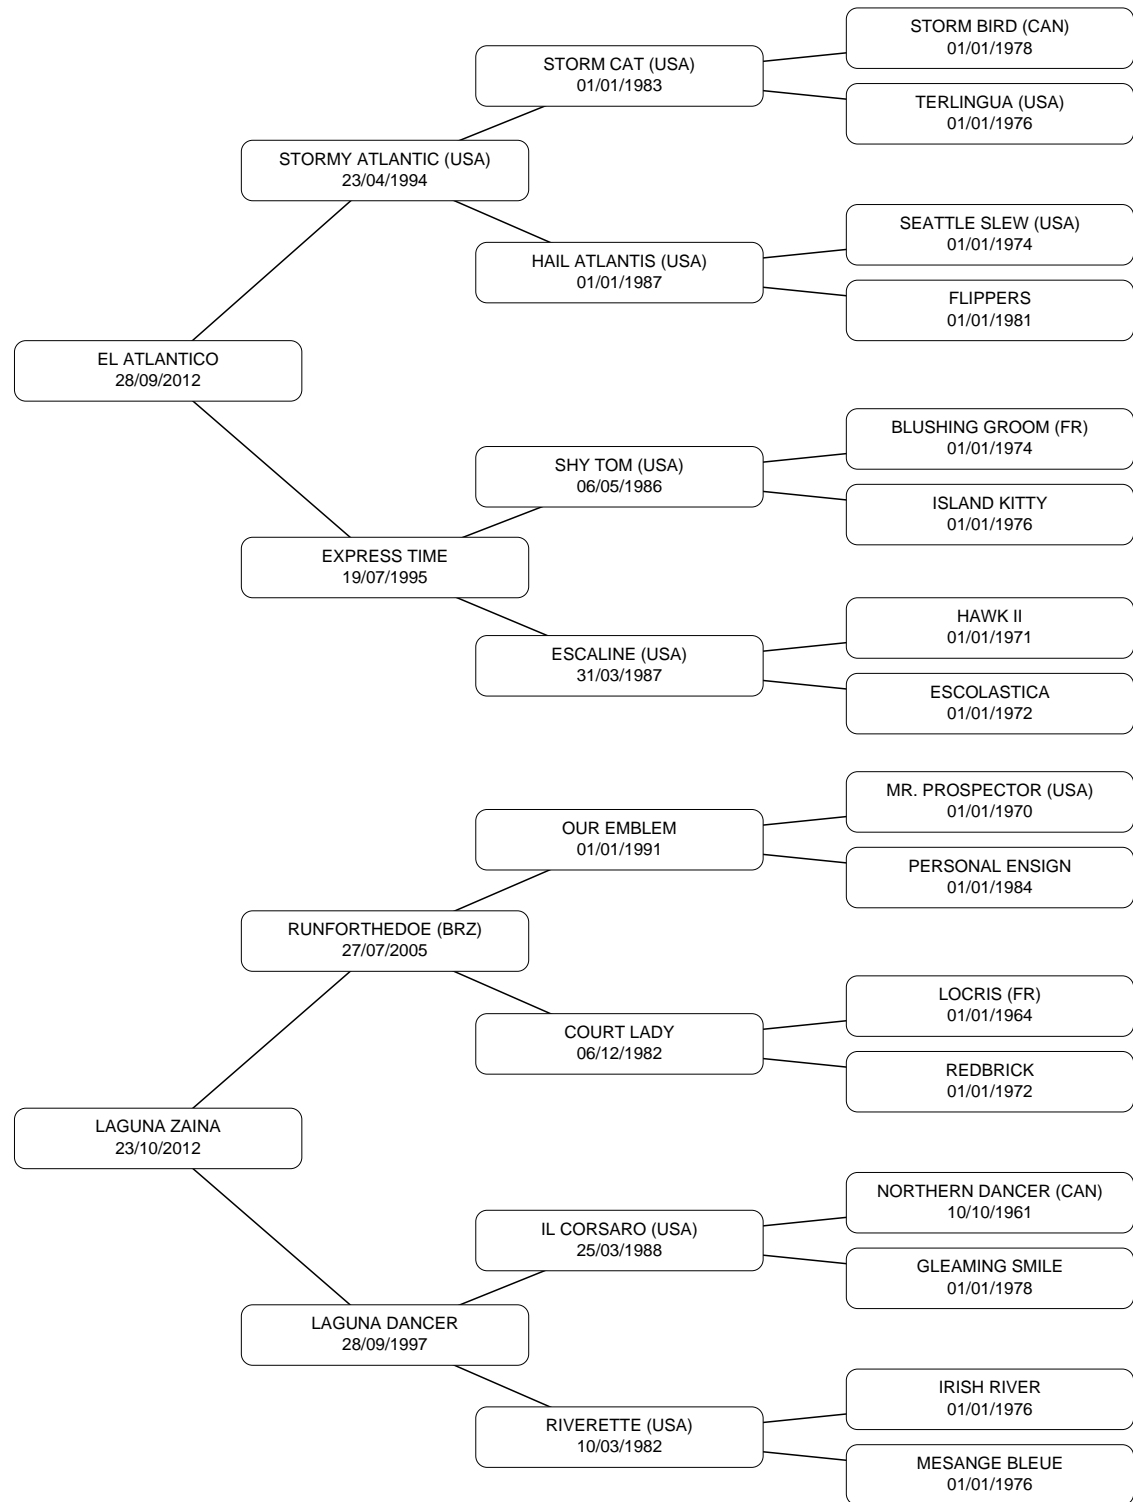 STORM BIRD (CAN)
01/01/1978
STORM CAT (USA)
01/01/1983
TERLINGUA (USA)
01/01/1976
STORMY ATLANTIC (USA)
23/04/1994
SEATTLE SLEW (USA)
01/01/1974
HAIL ATLANTIS (USA)
01/01/1987
FLIPPERS
01/01/1981
EL ATLANTICO
28/09/2012
BLUSHING GROOM (FR)
01/01/1974
SHY TOM (USA)
06/05/1986
ISLAND KITTY
01/01/1976
EXPRESS TIME
19/07/1995
HAWK II
01/01/1971
ESCALINE (USA)
31/03/1987
ESCOLASTICA
01/01/1972
MR. PROSPECTOR (USA)
01/01/1970
OUR EMBLEM
01/01/1991
PERSONAL ENSIGN
01/01/1984
RUNFORTHEDOE (BRZ)
27/07/2005
LOCRIS (FR)
01/01/1964
COURT LADY
06/12/1982
REDBRICK
01/01/1972
LAGUNA ZAINA
23/10/2012
NORTHERN DANCER (CAN)
10/10/1961
IL CORSARO (USA)
25/03/1988
GLEAMING SMILE
01/01/1978
LAGUNA DANCER
28/09/1997
IRISH RIVER
01/01/1976
RIVERETTE (USA)
10/03/1982
MESANGE BLEUE
01/01/1976